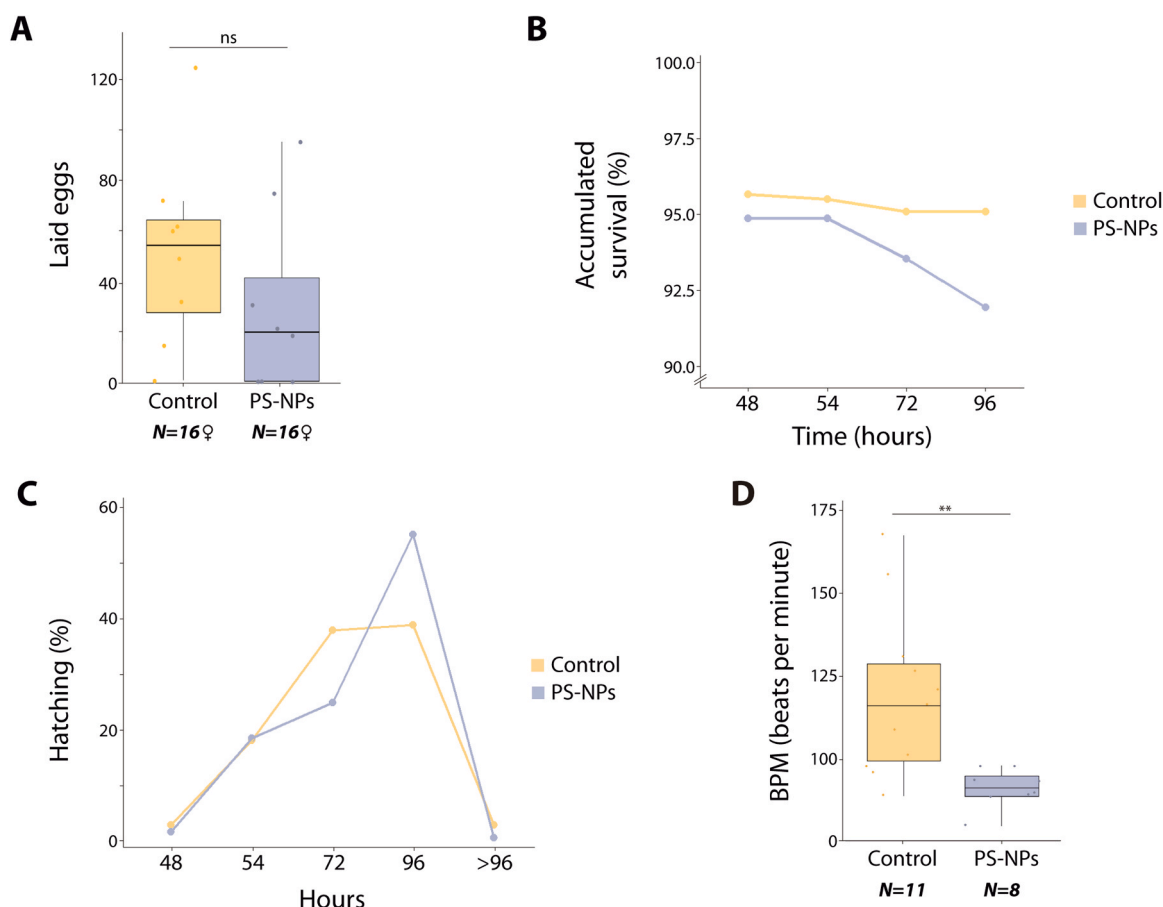 A
ns
120
80
40
0
Laid eggs
Control
PS-NPs
N=16♀
N=16♀
B
100.0
97.5
95.0
92.5
90.0
Accumulated
survival (%)
48
54
72
96
Time (hours)
Control
PS-NPs
C
60
40
20
0
Hatching (%)
48
54
72
96
>96
Hours
Control
PS-NPs
D
**
175
150
125
100
0
BPM (beats per minute)
Control
PS-NPs
N=11
N=8